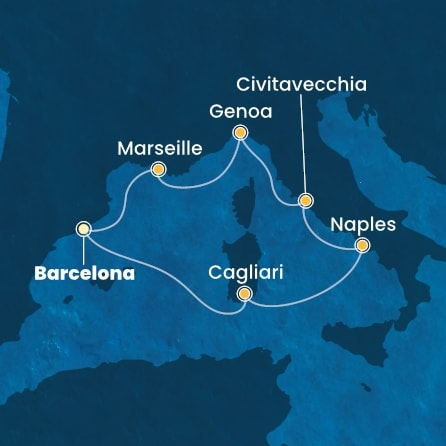 Civitavecchia
Genoa
Marseille
Naples
Barcelona
Cagliari